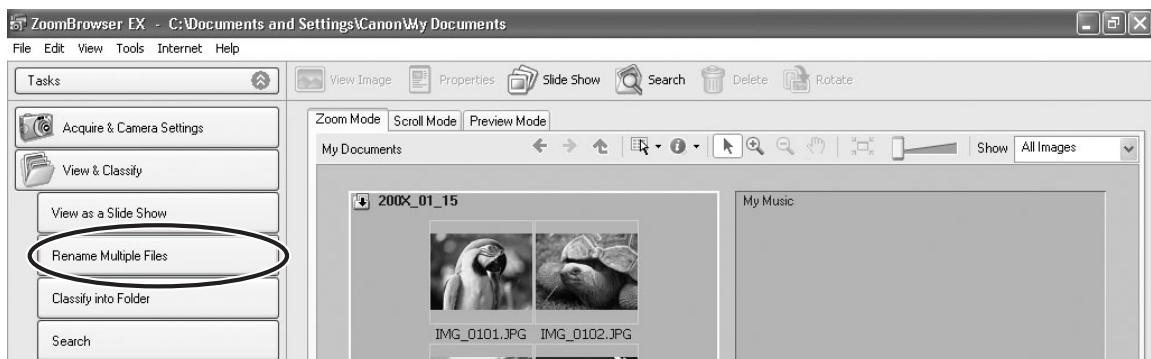 ZoomBrowser EX - C:\Documents and Settings\Canon\My Documents
File Edit View Tools Internet Help
Tasks
View Image Properties Slide Show Search Delete Rotate
Acquire & Camera Settings
View & Classify
View as a Slide Show
Rename Multiple Files
Classify into Folder
Search
Zoom Mode Scroll Mode Preview Mode
My Documents Show All Images
200X_01_15
My Music
IMG_0101.JPG IMG_0102.JPG